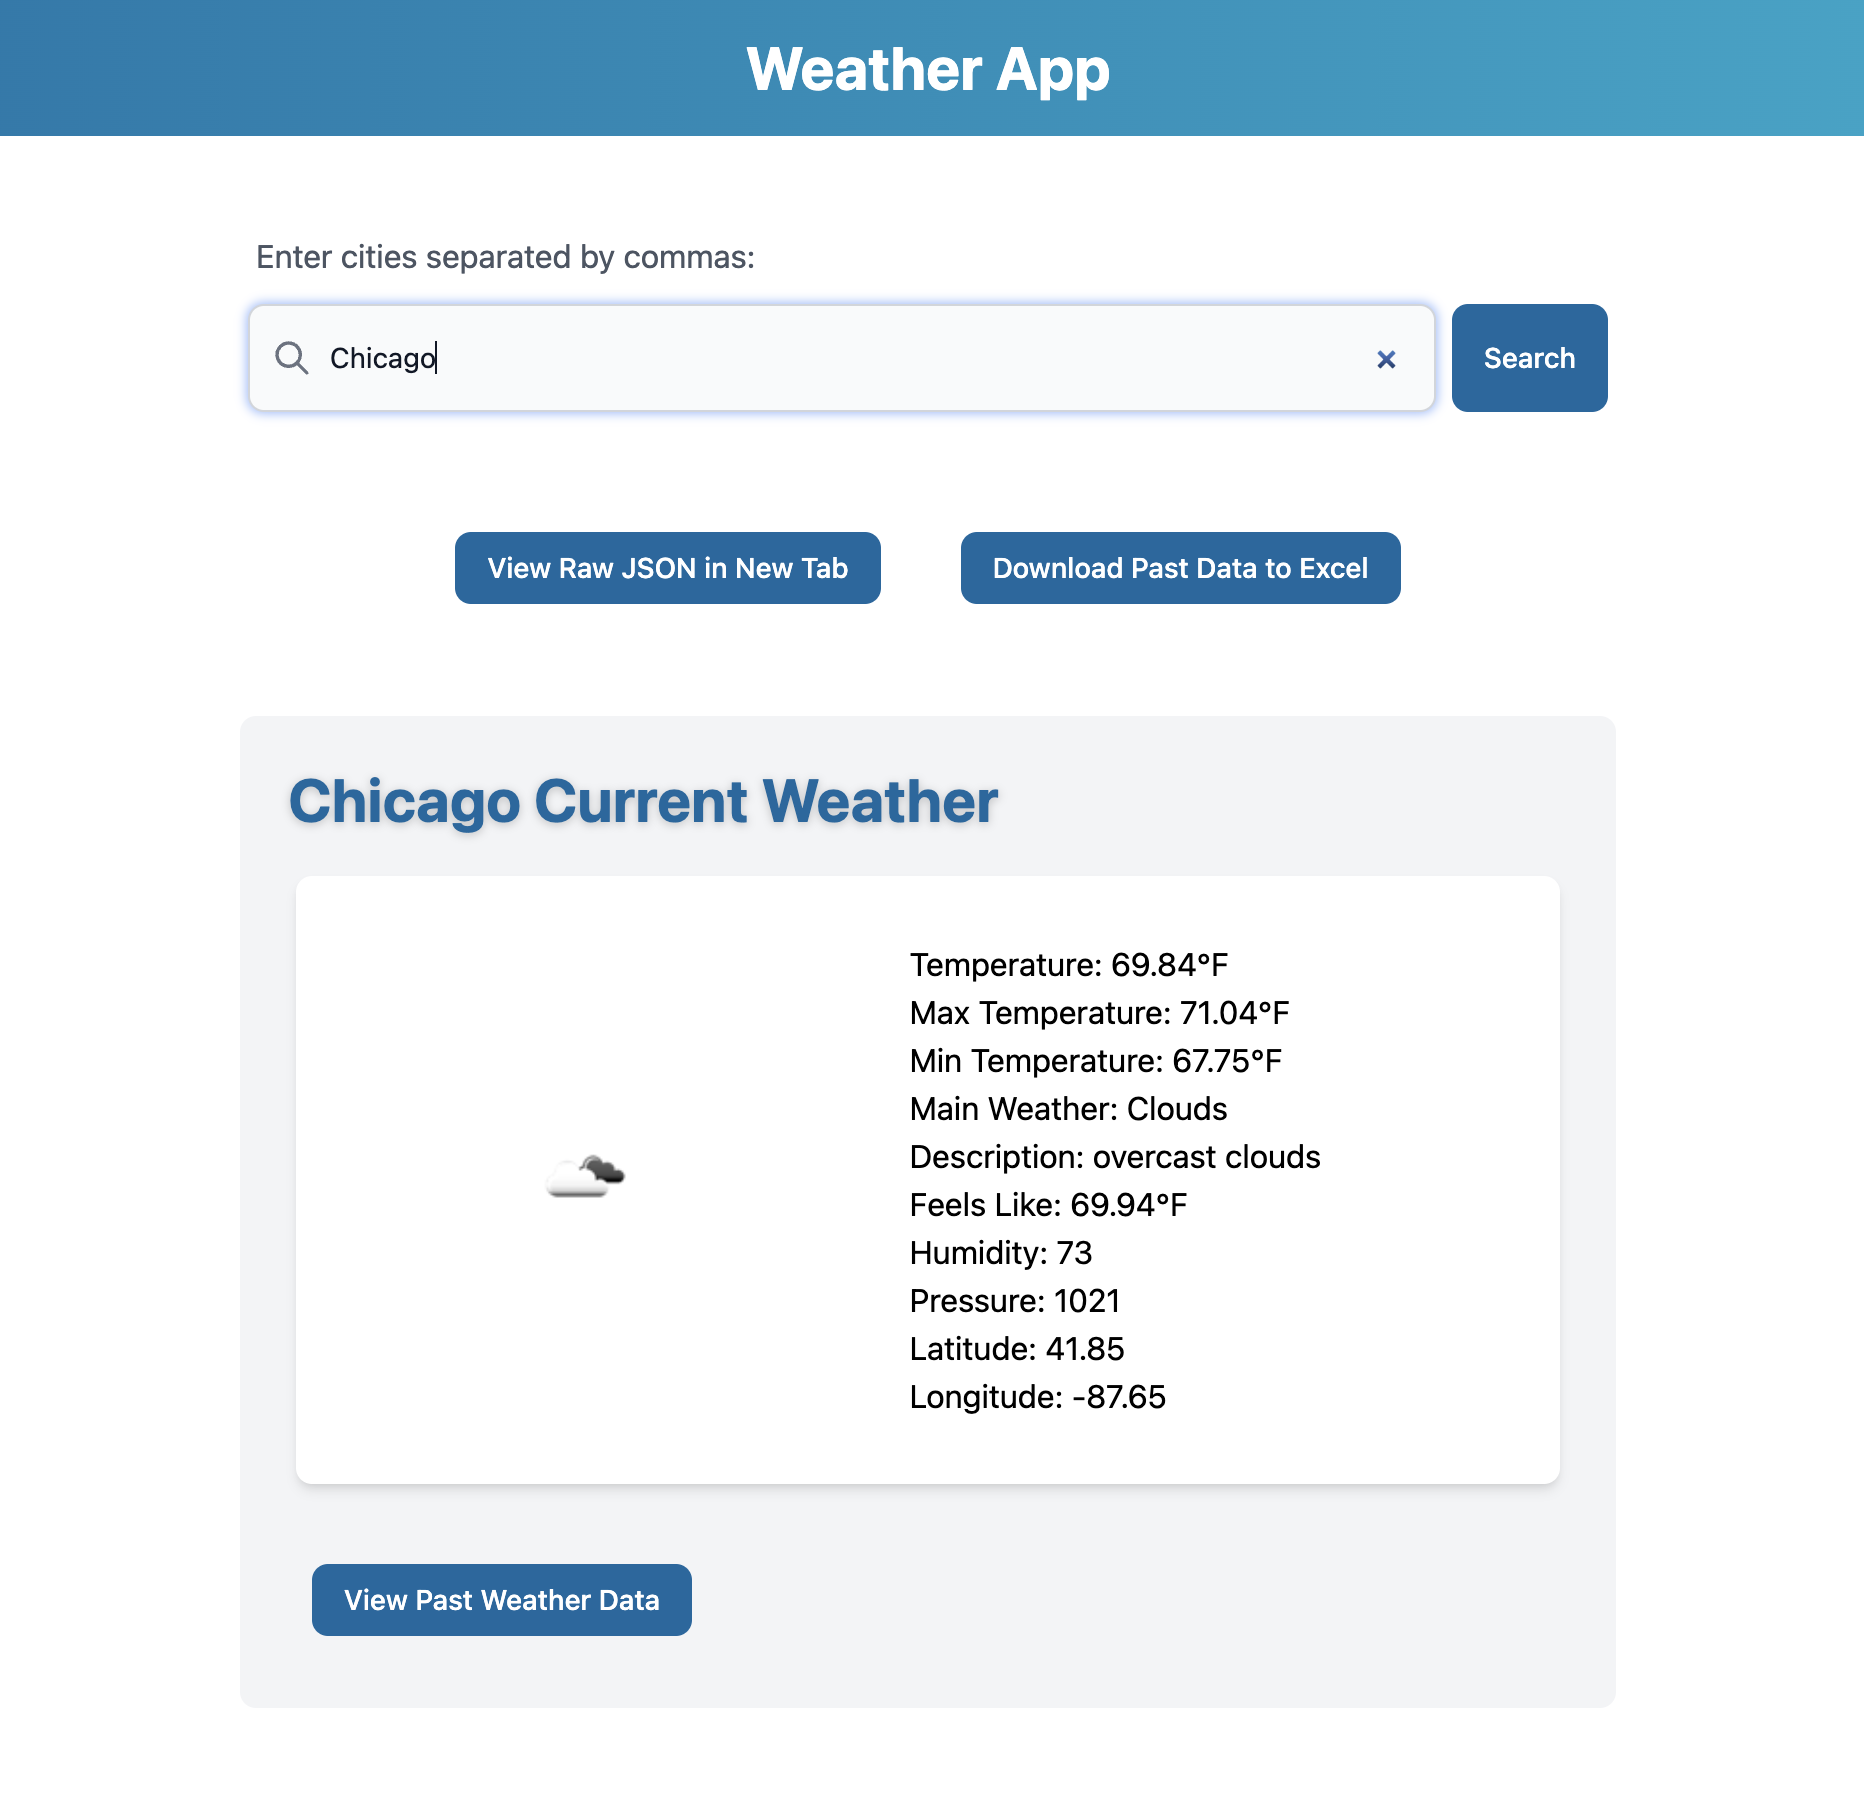 Weather App
Enter cities separated by commas:
Chicago
Search
View Raw JSON in New Tab
Download Past Data to Excel
Chicago Current Weather
Temperature: 69.84°F
Max Temperature: 71.04°F
Min Temperature: 67.75°F
Main Weather: Clouds
Description: overcast clouds
Feels Like: 69.94°F
Humidity: 73
Pressure: 1021
Latitude: 41.85
Longitude: -87.65
View Past Weather Data